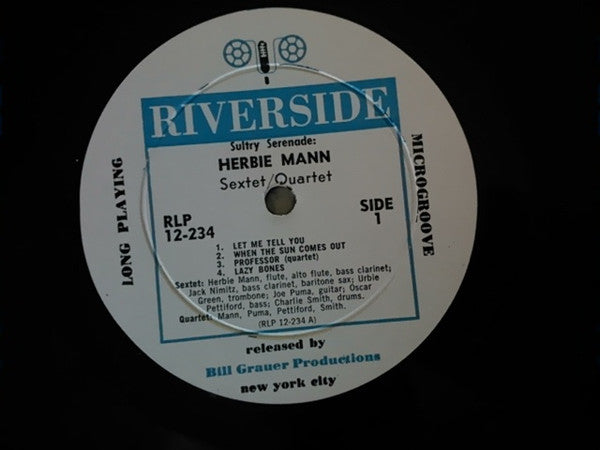 RIVERSIDE
Sultry Serenade:
HERBIE MANN
Sextet/Quartet
RLP
12-234
SIDE
1
1. LET ME TELL YOU
2. WHEN THE SUN COMES OUT
3. PROFESSOR (quartet)
4. LAZY BONES
Sextet: Herbie Mann, flute, alto flute, bass clarinet;
Jack Nimitz, bass clarinet, baritone sax; Urbie
Green, trombone; Joe Puma, guitar; Oscar
Pettiford, bass; Charlie Smith, drums.
Quartet: Mann, Puma, Pettiford, Smith.
(RLP 12-234 A)
LONG PLAYING
MICROGROOVE
released by
Bill Grauer Productions
new york city